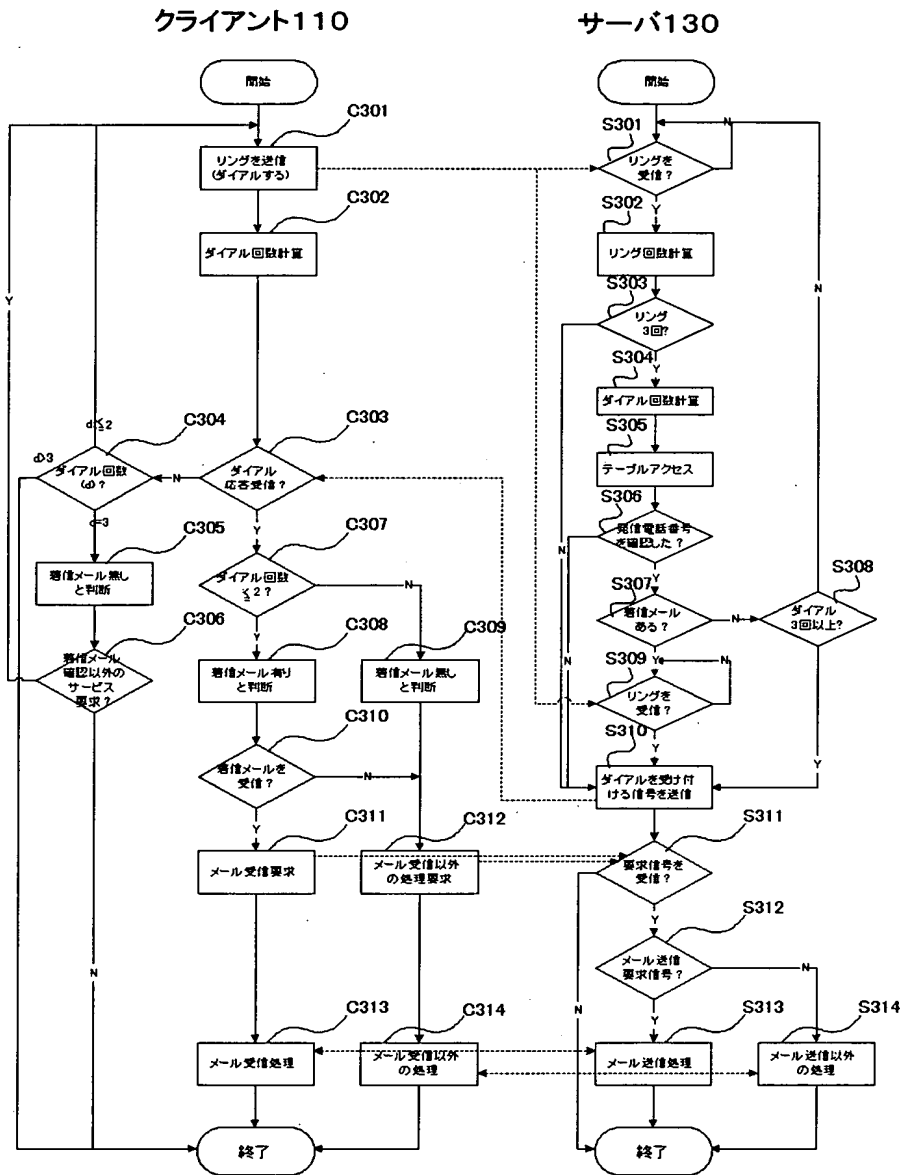 クライアント110
サーバ130
開始
C301
リングを送信
(ダイアルする)
C302
ダイアル回数計算
C303
ダイアル
応答受信？
N
Y
C304
ダイアル回数
(d)？
d≦2
d>3
d=3
Y
C305
着信メール無し
と判断
C306
着信メール
確認以外の
サービス
要求？
N
C307
ダイアル回数
≦2？
N
Y
C308
着信メール有り
と判断
C309
着信メール無し
と判断
C310
着信メールを
受信？
N
Y
C311
メール受信要求
C312
メール受信以外
の処理要求
C313
メール受信処理
C314
メール受信以外
の処理
終了
開始
S301
リングを
受信？
N
Y
S302
リング回数計算
S303
リング
3回?
N
Y
S304
ダイアル回数計算
S305
テーブルアクセス
S306
発信電話番号
を確認した？
N
Y
S307
着信メール
ある？
N
Y
S308
ダイアル
3回以上?
N
Y
S309
リングを
受信？
N
Y
S310
ダイアルを受け付
ける信号を送信
S311
要求信号を
受信？
N
Y
S312
メール送信
要求信号？
N
Y
S313
メール送信処理
S314
メール送信以外
の処理
終了